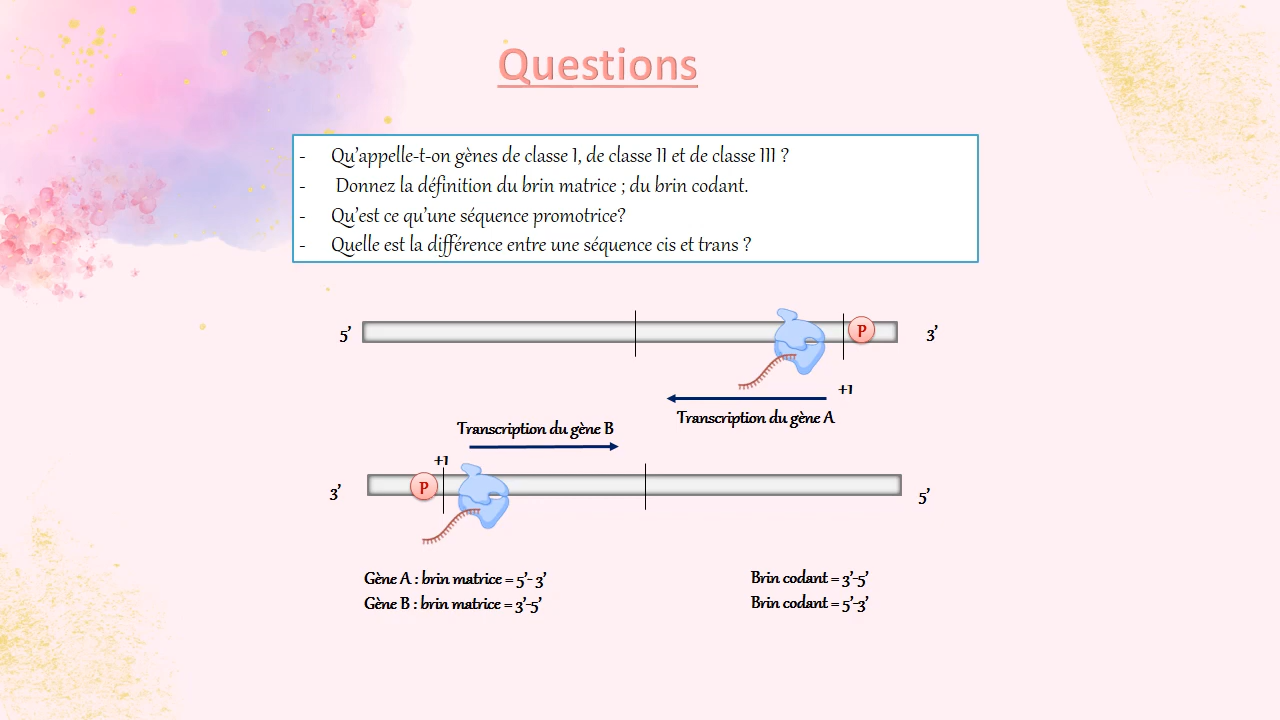 Questions
- Qu'appelle-t-on gènes de classe I, de classe II et de classe III ?
- Donnez la définition du brin matrice ; du brin codant.
- Qu'est ce qu'une séquence promotrice?
- Quelle est la différence entre une séquence cis et trans ?
5' P 3'
+1
Transcription du gène A
Transcription du gène B
+1
3' P 5'
Gène A : brin matrice = 5'- 3' Brin codant = 3'-5'
Gène B : brin matrice = 3'-5' Brin codant = 5'-3'